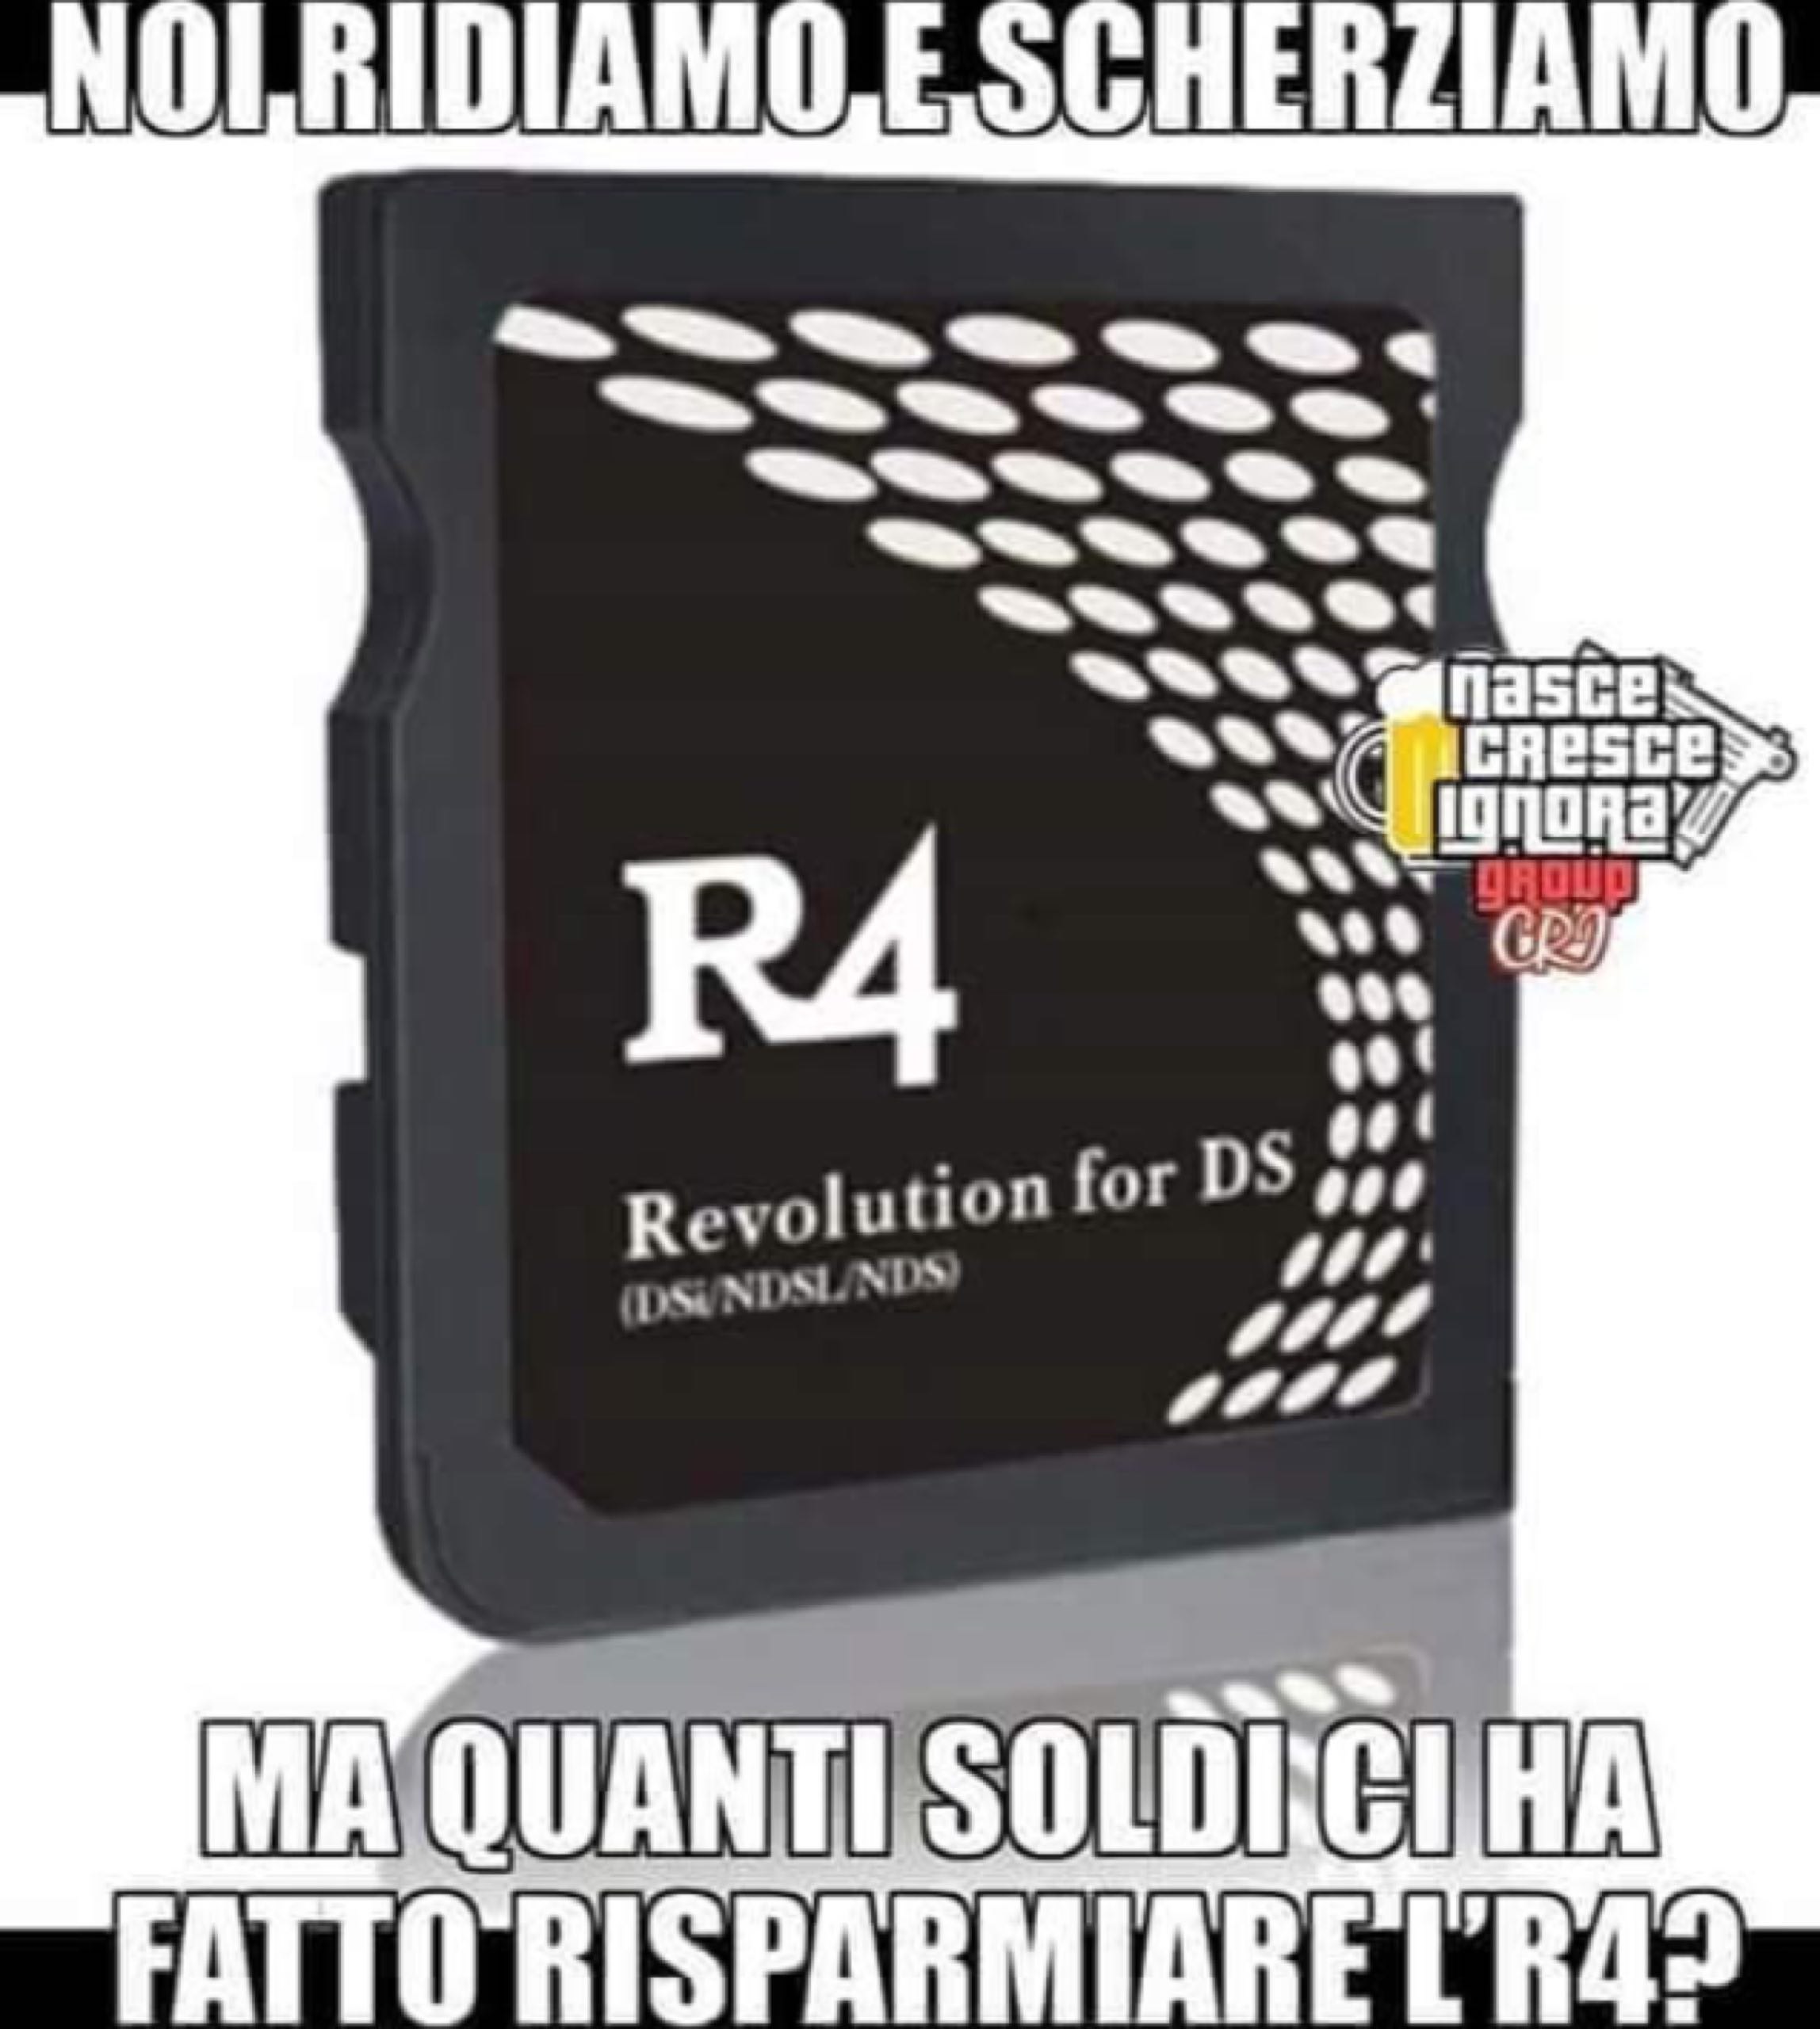 NOI RIDIAMO E SCHERZIAMO
nasce
cresce
ignora
group
CRI
R4
Revolution for DS
(DSi/NDSL/NDS)
MA QUANTI SOLDI CI HA
FATTO RISPARMIARE L'R4?